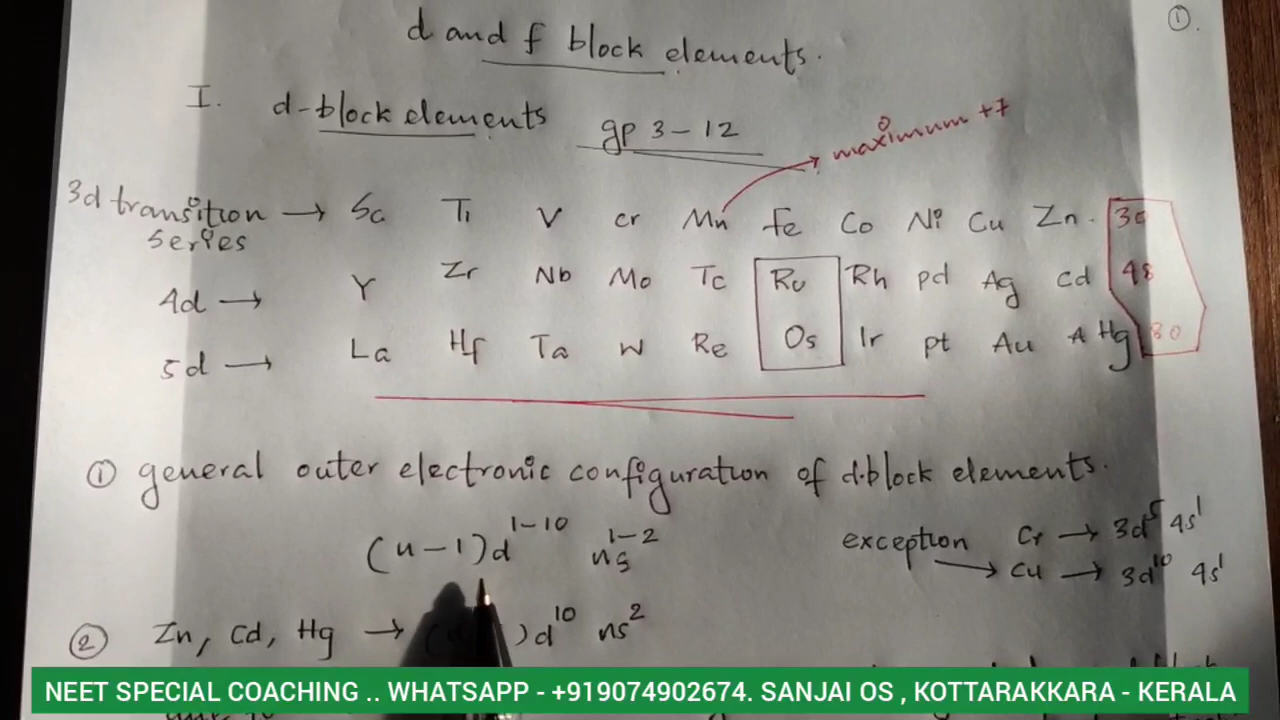 ①.
d and f block elements.
I. d-block elements gp 3-12
maximum +7
3d transition series → Sc Ti V Cr Mn Fe Co Ni Cu Zn. 30
4d → Y Zr Nb Mo Tc Ru Rh pd Ag Cd 48
5d → La Hf Ta W Re Os Ir pt Au A Hg 80
① general outer electronic configuration of d-block elements.
(n-1)d¹⁻¹⁰ ns¹⁻²
exception Cr → 3d⁵ 4s¹
→ Cu → 3d¹⁰ 4s¹
② Zn, Cd, Hg → ( )d¹⁰ ns²
NEET SPECIAL COACHING .. WHATSAPP - +919074902674. SANJAI OS , KOTTARAKKARA - KERALA